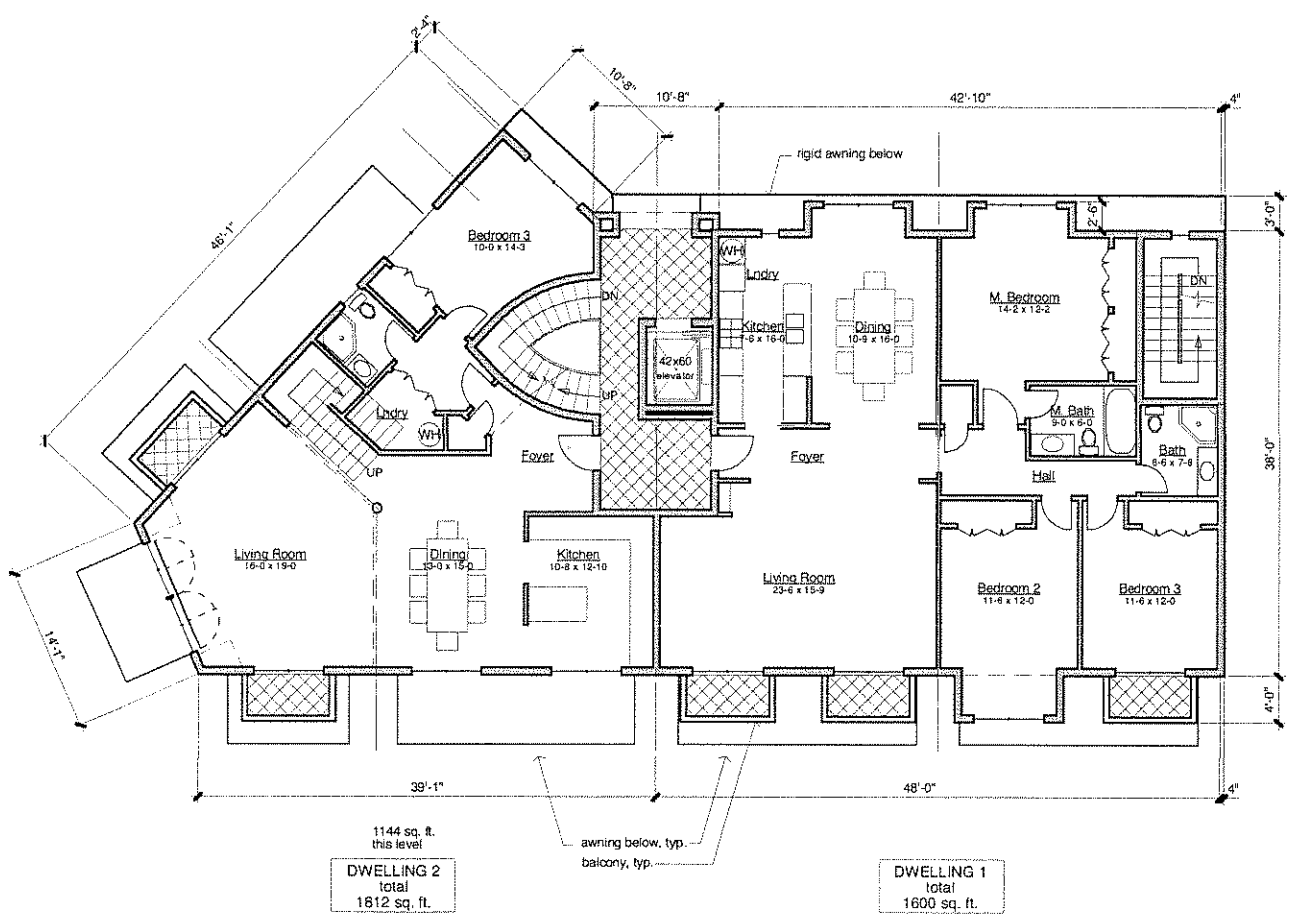 2'-4"
10'-8"
10'-8"
42'-10"
4"
rigid awning below
46'-1"
2'-6"
3'-0"
Bedroom 3
10-0 x 14-3
WH
Lndry
DN
M. Bedroom
14-2 x 12-2
DN
Kitchen
7-6 x 16-0
Dining
10-9 x 16-0
42x60
elevator
UP
Lndry
WH
M. Bath
9-0 x 6-0
Bath
UP
Foyer
Foyer
Hall
38'-0"
Living Room
16-0 x 19-0
Dining
13-0 x 15-0
Kitchen
10-8 x 12-10
Living Room
23-6 x 15-9
Bedroom 2
11-6 x 12-0
Bedroom 3
11-6 x 12-0
14'-1"
4'-0"
39'-1"
48'-0"
4"
1144 sq. ft.
this level
awning below, typ.
balcony, typ.
DWELLING 2
total
1812 sq. ft.
DWELLING 1
total
1600 sq. ft.